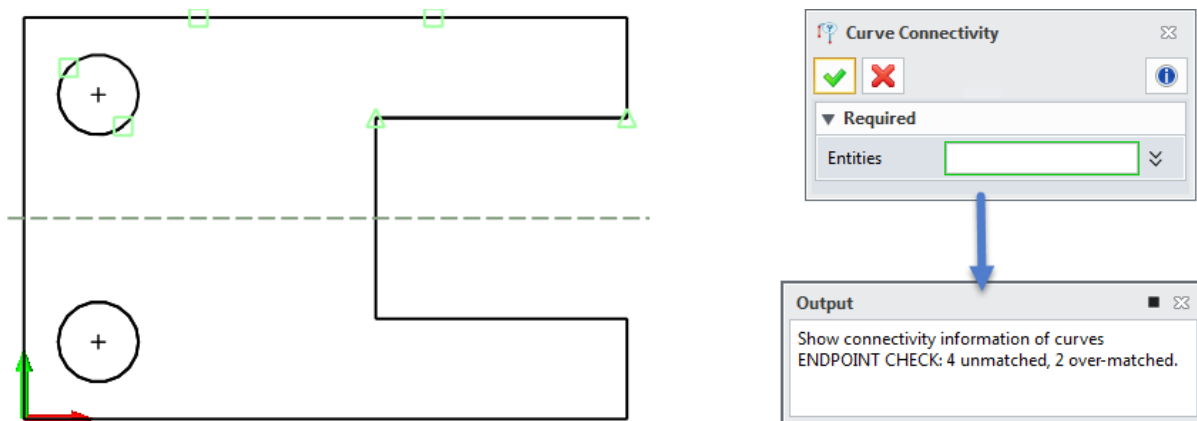 Curve Connectivity
Required
Entities
Output
Show connectivity information of curves
ENDPOINT CHECK: 4 unmatched, 2 over-matched.